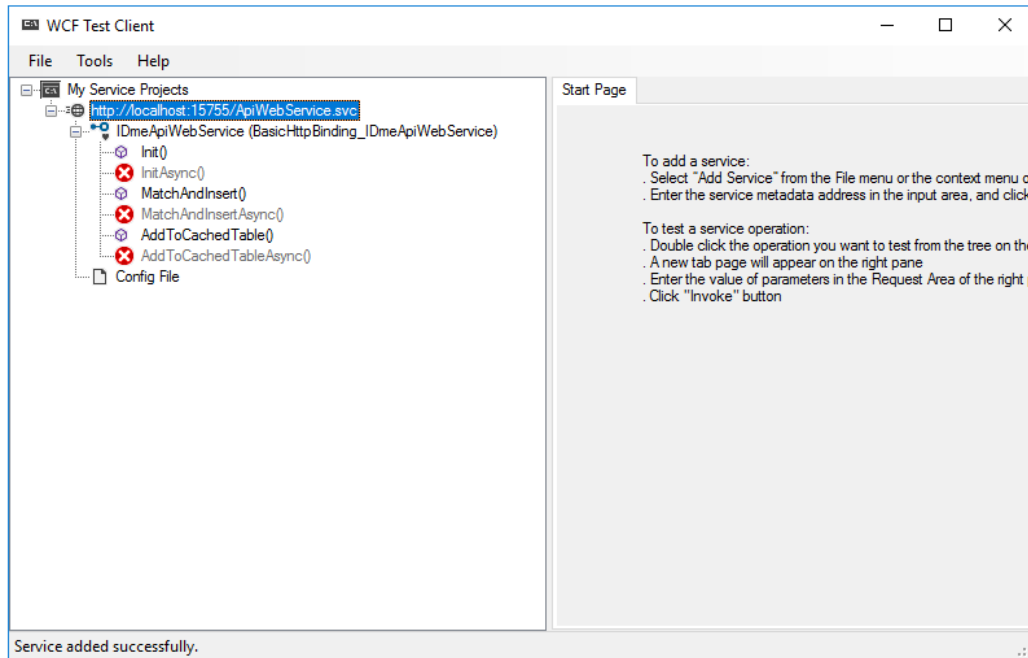 WCF Test Client
File Tools Help
My Service Projects
http://localhost:15755/ApiWebService.svc
IDmeApiWebService (BasicHttpBinding_IDmeApiWebService)
Init()
InitAsync()
MatchAndInsert()
MatchAndInsertAsync()
AddToCachedTable()
AddToCachedTableAsync()
Config File
Start Page
To add a service:
. Select "Add Service" from the File menu or the context menu o
. Enter the service metadata address in the input area, and click
To test a service operation:
. Double click the operation you want to test from the tree on the
. A new tab page will appear on the right pane
. Enter the value of parameters in the Request Area of the right
. Click "Invoke" button
Service added successfully.